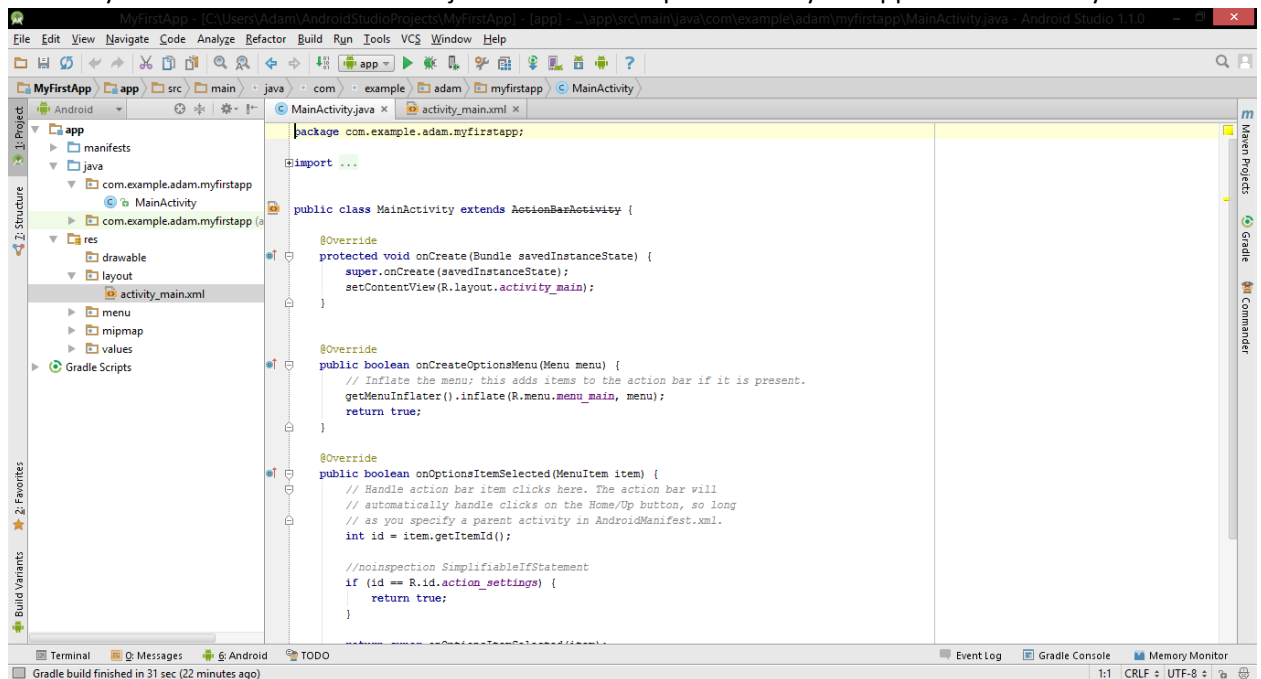 MyFirstApp - [C:\Users\Adam\AndroidStudioProjects\MyFirstApp] - [app] - ...\app\src\main\java\com\example\adam\myfirstapp\MainActivity.java - Android Studio 1.1.0
File Edit View Navigate Code Analyze Refactor Build Run Tools VCS Window Help
app
MyFirstApp app src main java com example adam myfirstapp MainActivity
Android
MainActivity.java activity_main.xml
1: Project
7: Structure
2: Favorites
Build Variants
app
manifests
java
com.example.adam.myfirstapp
MainActivity
com.example.adam.myfirstapp (a
res
drawable
layout
activity_main.xml
menu
mipmap
values
Gradle Scripts
package com.example.adam.myfirstapp;
import ...
public class MainActivity extends ActionBarActivity {
@Override
protected void onCreate(Bundle savedInstanceState) {
super.onCreate(savedInstanceState);
setContentView(R.layout.activity_main);
}
@Override
public boolean onCreateOptionsMenu(Menu menu) {
// Inflate the menu; this adds items to the action bar if it is present.
getMenuInflater().inflate(R.menu.menu_main, menu);
return true;
}
@Override
public boolean onOptionsItemSelected(MenuItem item) {
// Handle action bar item clicks here. The action bar will
// automatically handle clicks on the Home/Up button, so long
// as you specify a parent activity in AndroidManifest.xml.
int id = item.getItemId();
//noinspection SimplifiableIfStatement
if (id == R.id.action_settings) {
return true;
}
return super.onOptionsItemSelected(item);
m Maven Projects
Gradle
Commander
Terminal 0: Messages 6: Android TODO Event Log Gradle Console Memory Monitor
Gradle build finished in 31 sec (22 minutes ago) 1:1 CRLF UTF-8